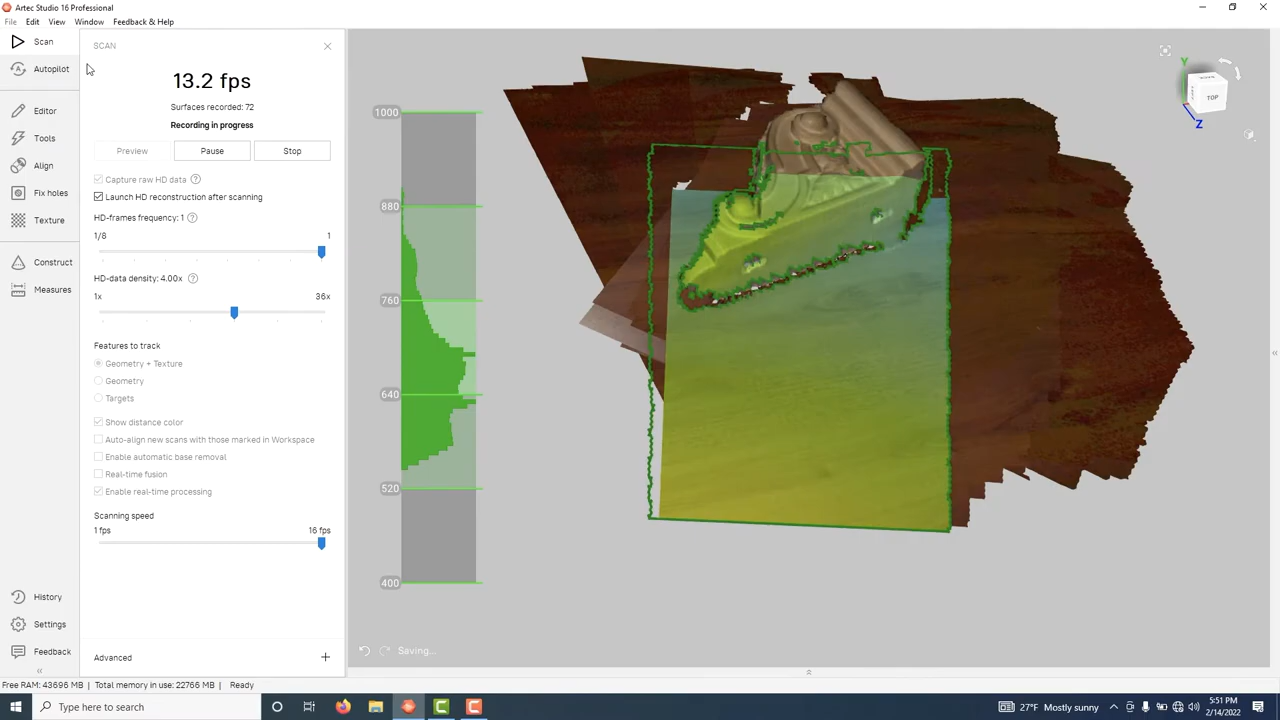 Artec Studio 16 Professional
File Edit View Window Feedback & Help
Scan
Autopilot
Editor
Tools
Align
Fix holes
Texture
Construct
Measures
History
Settings
Feedback
SCAN
13.2 fps
Surfaces recorded: 72
Recording in progress
Preview Pause Stop
Capture raw HD data ?
Launch HD reconstruction after scanning
HD-frames frequency: 1 ?
1/8 1
HD-data density: 4.00x ?
1x 36x
Features to track
Geometry + Texture
Geometry
Targets
Show distance color
Auto-align new scans with those marked in Workspace
Enable automatic base removal
Real-time fusion
Enable real-time processing
Scanning speed
1 fps 16 fps
Advanced +
1000
880
760
640
520
400
Y
TOP
Z
Saving...
Free RAM: 43696 MB | Total memory in use: 22766 MB | Ready
Type here to search
27°F Mostly sunny
5:51 PM
2/14/2022